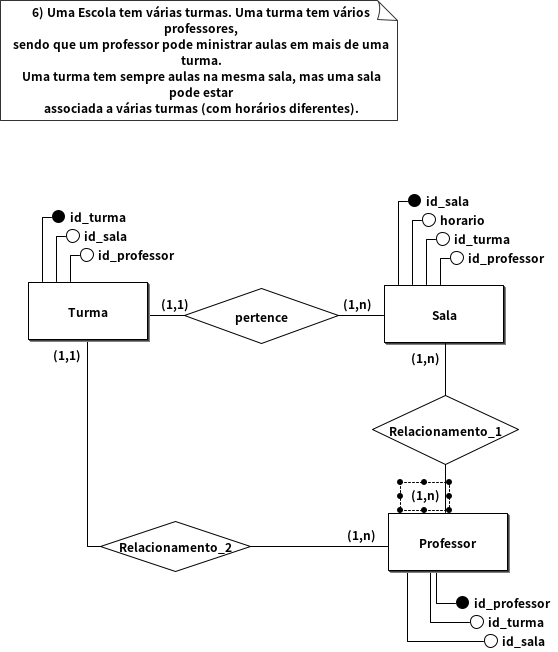 6) Uma Escola tem várias turmas. Uma turma tem vários
professores,
sendo que um professor pode ministrar aulas em mais de uma
turma.
Uma turma tem sempre aulas na mesma sala, mas uma sala
pode estar
associada a várias turmas (com horários diferentes).
id_turma
id_sala
id_professor
id_sala
horario
id_turma
id_professor
Turma
(1,1)
pertence
(1,n)
Sala
(1,1)
(1,n)
Relacionamento_1
(1,n)
Relacionamento_2
(1,n)
Professor
id_professor
id_turma
id_sala